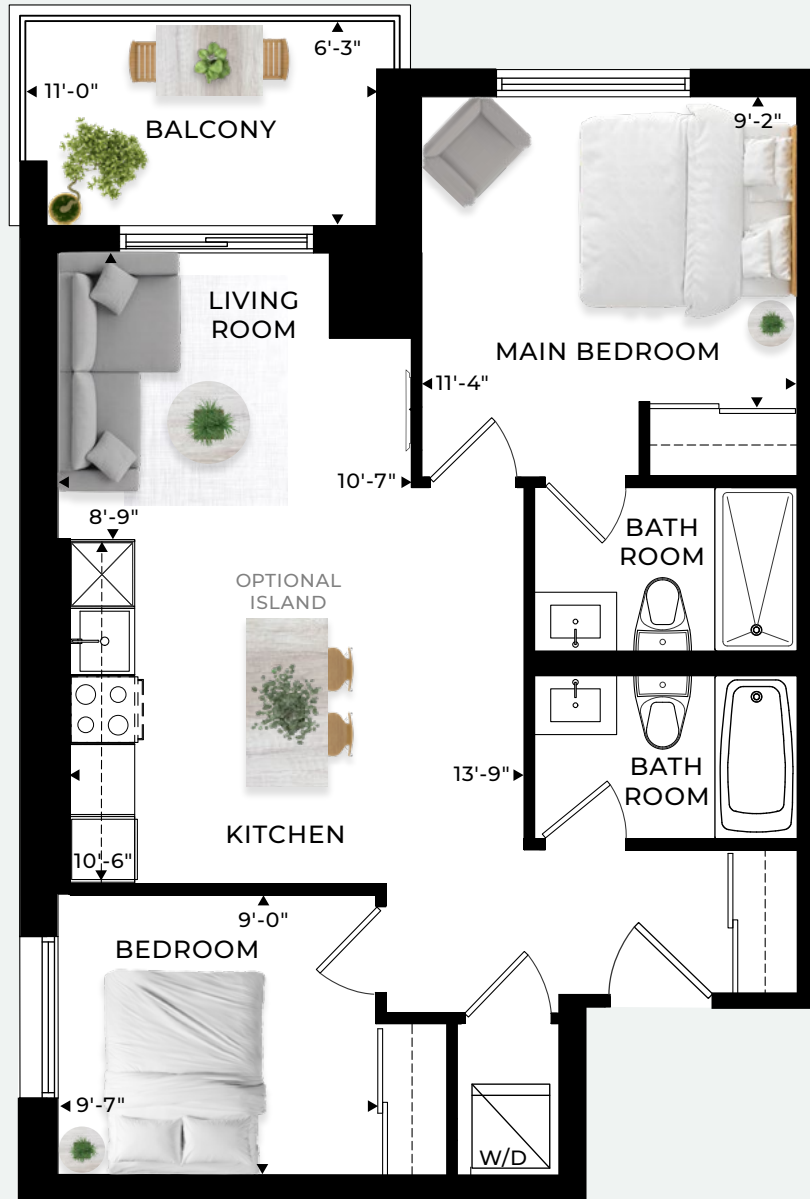 6'-3"
11'-0"
BALCONY
9'-2"
LIVING
ROOM
MAIN BEDROOM
11'-4"
10'-7"
8'-9"
BATH
ROOM
OPTIONAL
ISLAND
13'-9"
BATH
ROOM
KITCHEN
10'-6"
9'-0"
BEDROOM
9'-7"
W/D